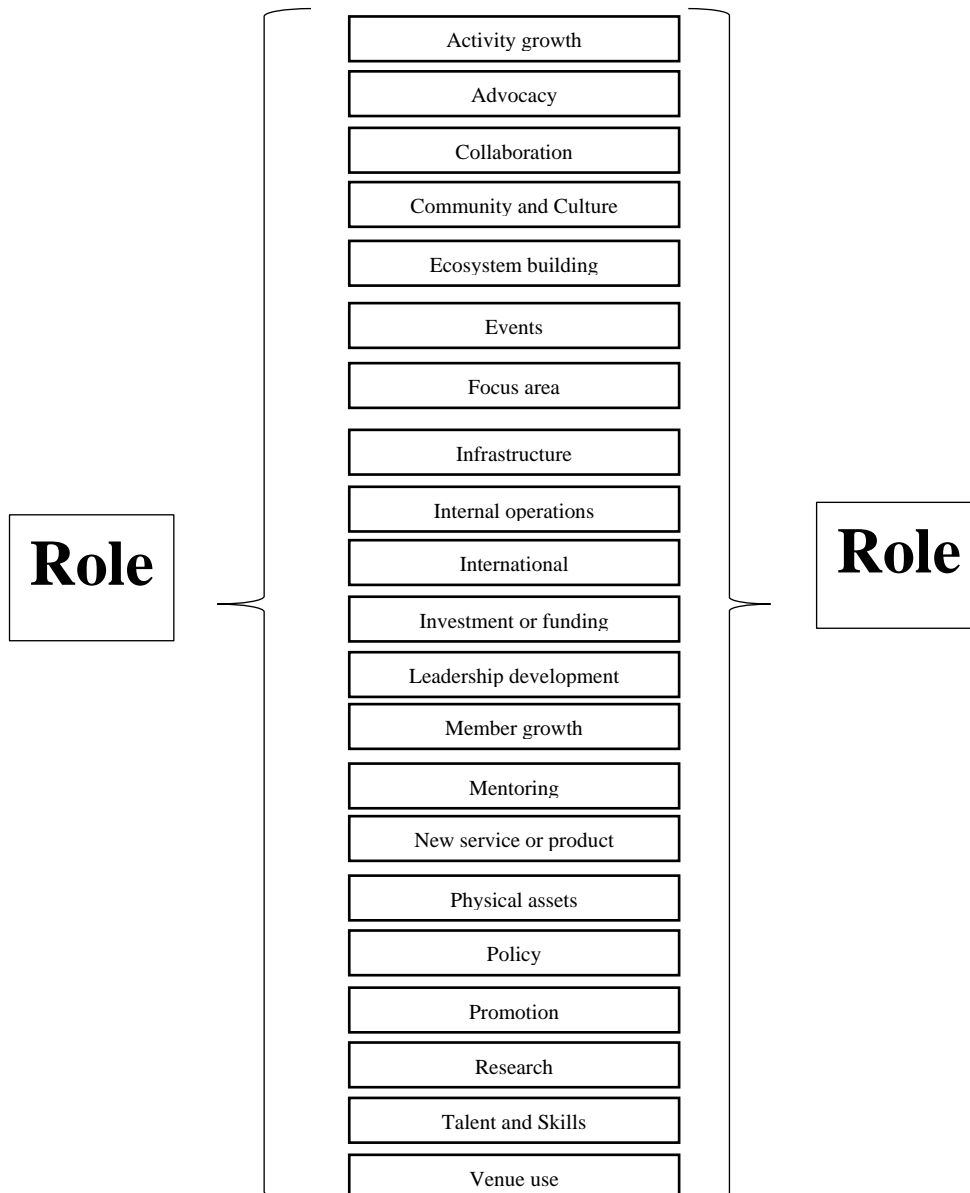 Activity growth
Advocacy
Collaboration
Community and Culture
Ecosystem building
Events
Focus area
Infrastructure
Internal operations
Role
Role
International
Investment or funding
Leadership development
Member growth
Mentoring
New service or product
Physical assets
Policy
Promotion
Research
Talent and Skills
Venue use